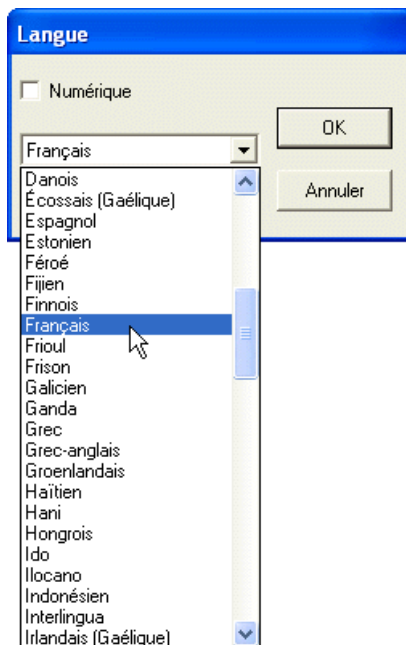 Langue
Numérique
OK
Français
Annuler
Danois
Écossais (Gaélique)
Espagnol
Estonien
Féroé
Fijien
Finnois
Français
Frioul
Frison
Galicien
Ganda
Grec
Grec-anglais
Groenlandais
Haïtien
Hani
Hongrois
Ido
Ilocano
Indonésien
Interlingua
Irlandais (Gaélique)